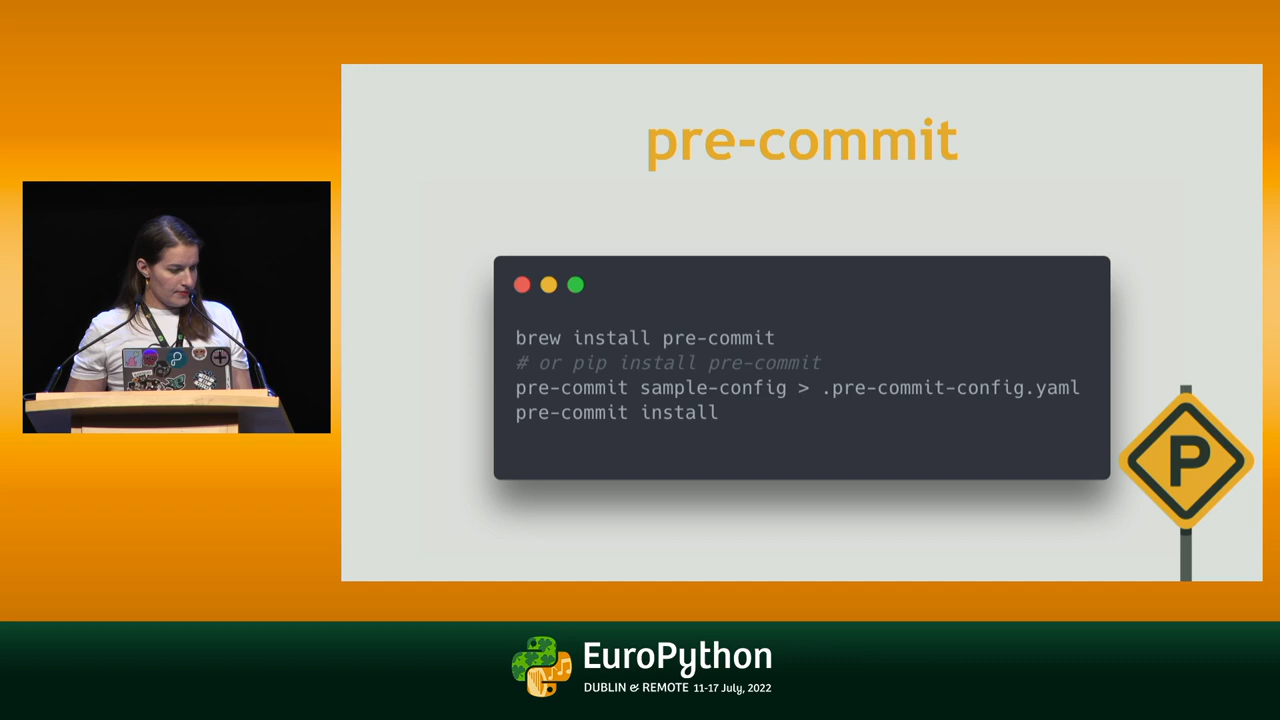 pre-commit
brew install pre-commit
# or pip install pre-commit
pre-commit sample-config > .pre-commit-config.yaml
pre-commit install
P
EuroPython
DUBLIN & REMOTE 11-17 July, 2022